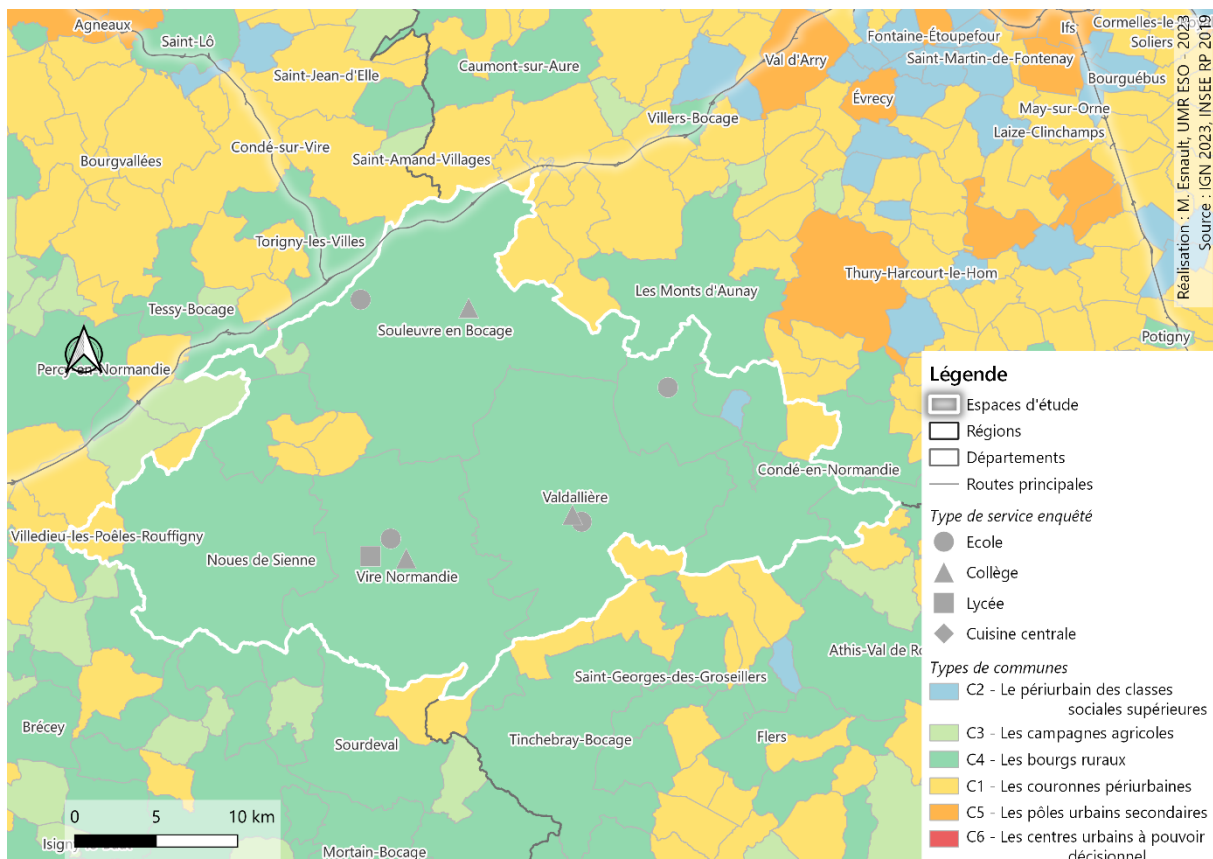 Agneaux
Saint-Lô
Saint-Jean-d'Elle
Caumont-sur-Aure
Val d'Arry
Fontaine-Étoupefour
Ifs
Cormelles-le
Soliers
Saint-Martin-de-Fontenay
Bourguébus
Évrecy
May-sur-Orne
Laize-Clinchamps
Villers-Bocage
Bourgvallées
Condé-sur-Vire
Saint-Amand-Villages
Torigny-les-Villes
Thury-Harcourt-le-Hom
Les Monts d'Aunay
Tessy-Bocage
Souleuvre en Bocage
Potigny
Percy-en-Normandie
Condé-en-Normandie
Valdallière
Villedieu-les-Poêles-Rouffigny
Noues de Sienne
Vire Normandie
Athis-Val de
Saint-Georges-des-Groseillers
Brécey
Sourdeval
Tinchebray-Bocage
Flers
Mortain-Bocage
0 5 10 km
Réalisation : M. Esnault, UMR ESO - 2023
Source : IGN 2023, INSEE RP 2019
Légende
Espaces d'étude
Régions
Départements
Routes principales
Type de service enquêté
Ecole
Collège
Lycée
Cuisine centrale
Types de communes
C2 - Le périurbain des classes
sociales supérieures
C3 - Les campagnes agricoles
C4 - Les bourgs ruraux
C1 - Les couronnes périurbaines
C5 - Les pôles urbains secondaires
C6 - Les centres urbains à pouvoir
décisionnel